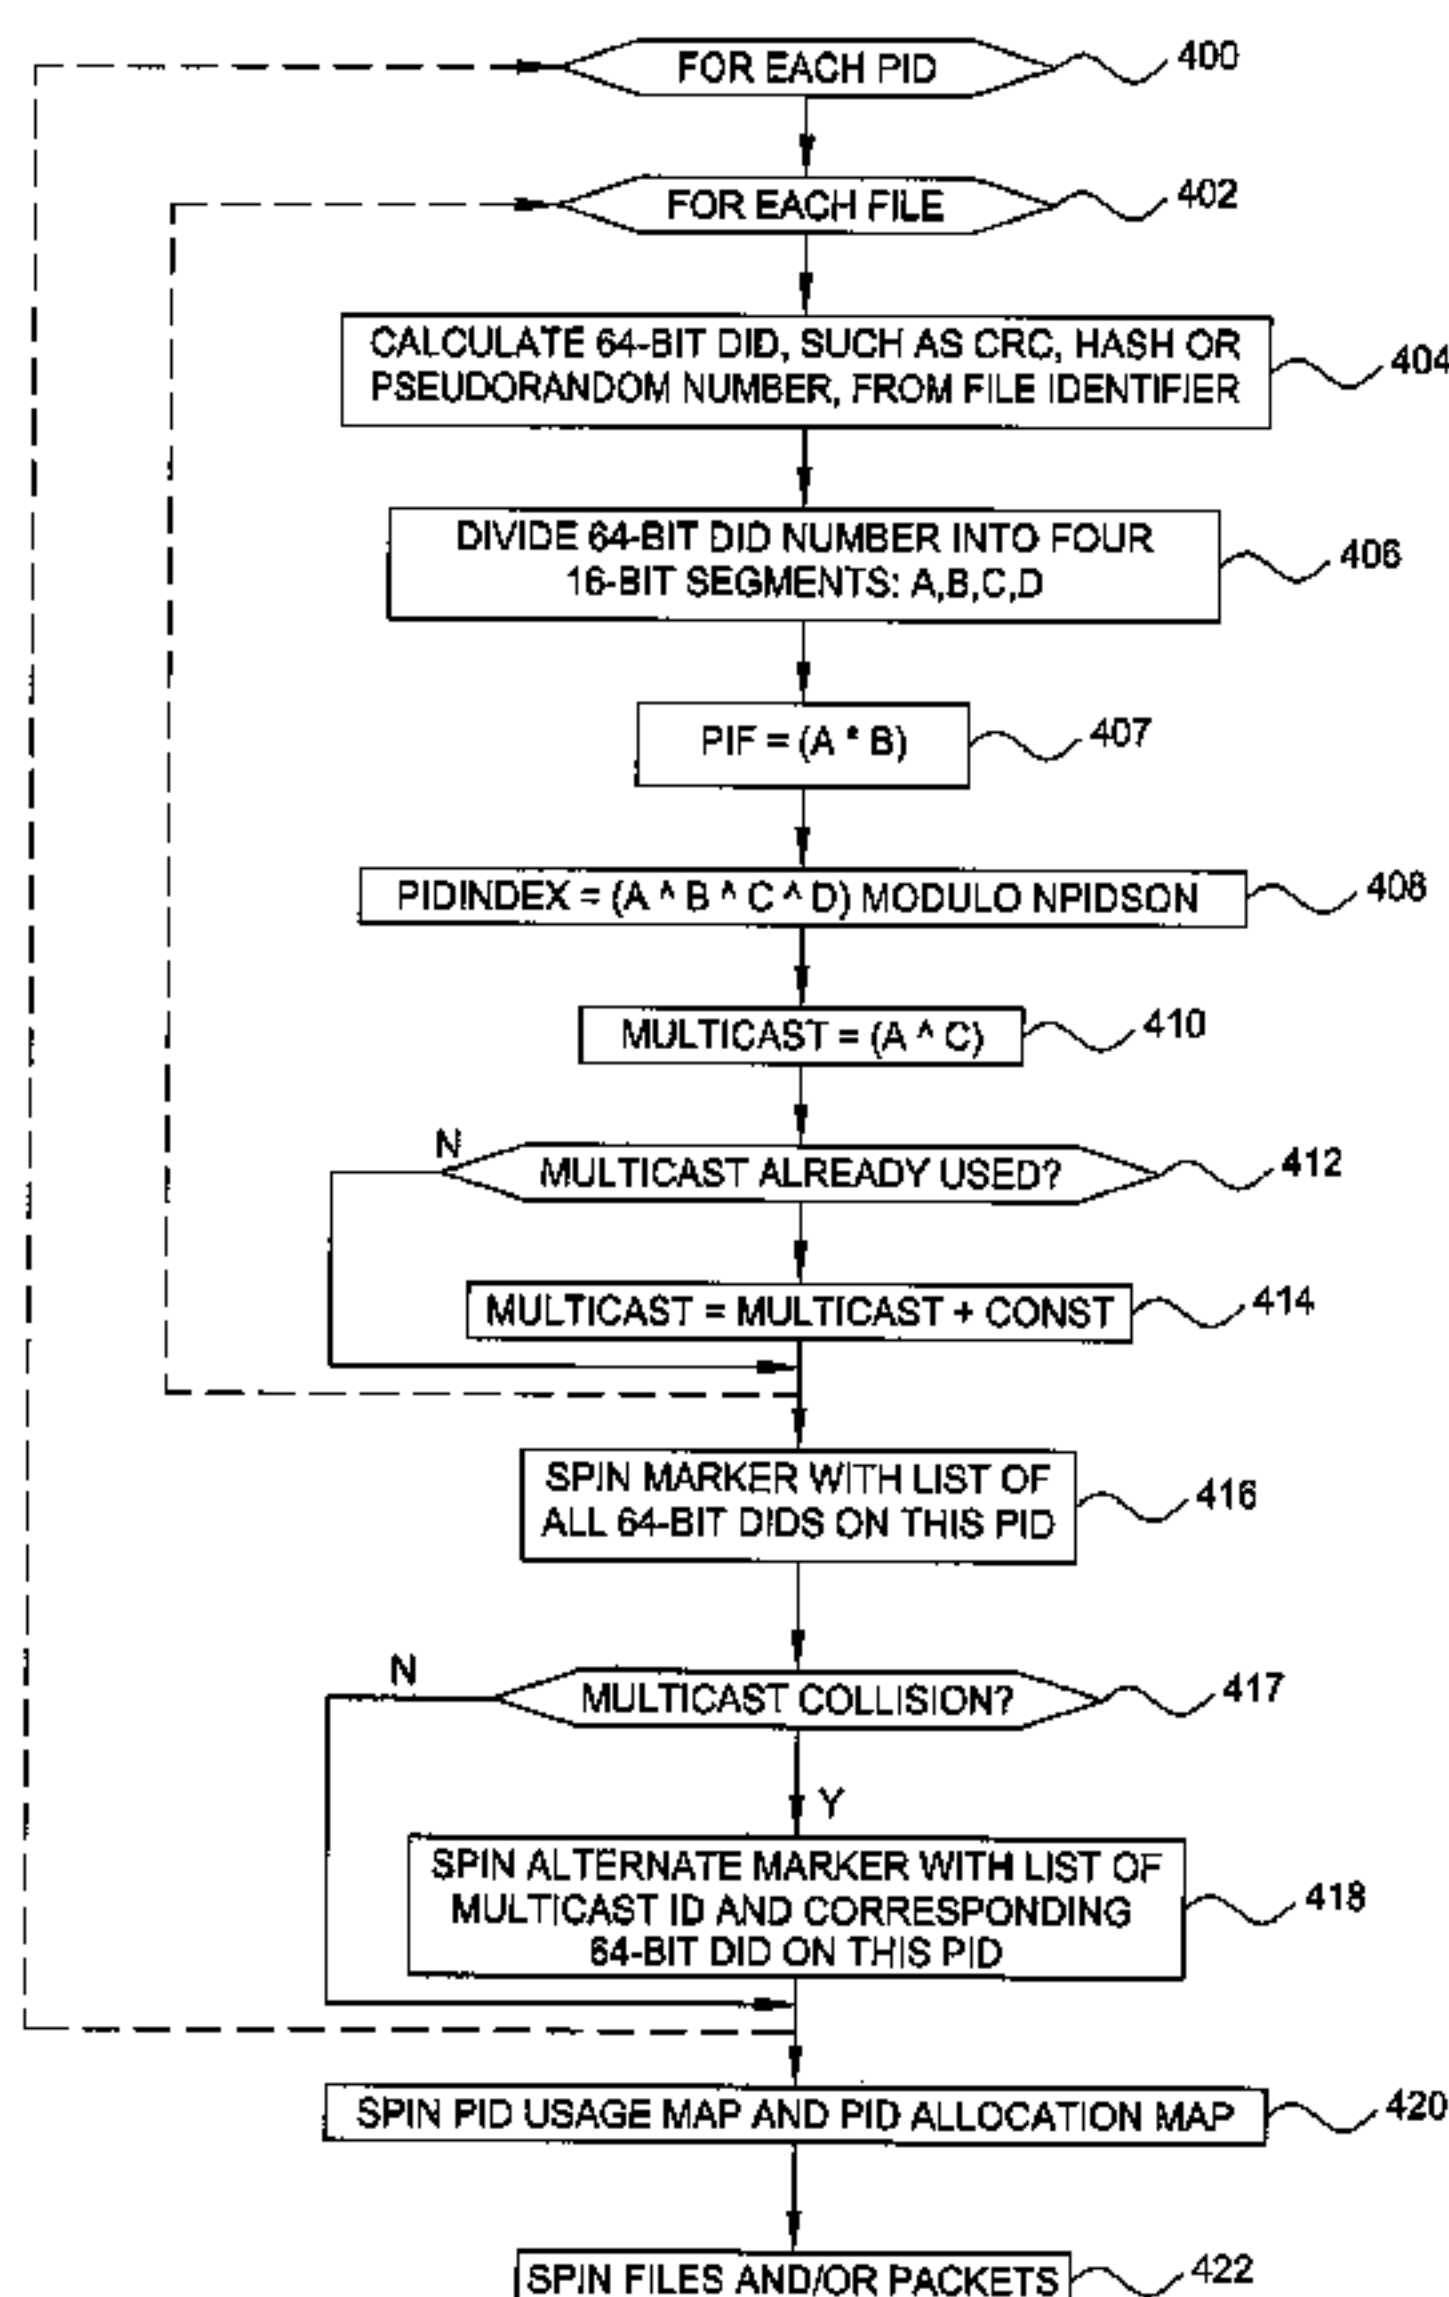 FOR EACH PID
400
FOR EACH FILE
402
CALCULATE 64-BIT DID, SUCH AS CRC, HASH OR
PSEUDORANDOM NUMBER, FROM FILE IDENTIFIER
404
DIVIDE 64-BIT DID NUMBER INTO FOUR
16-BIT SEGMENTS: A,B,C,D
406
PIF = (A * B)
407
PIDINDEX = (A ^ B ^ C ^ D) MODULO NPIDSON
408
MULTICAST = (A ^ C)
410
N
MULTICAST ALREADY USED?
412
MULTICAST = MULTICAST + CONST
414
SPIN MARKER WITH LIST OF
ALL 64-BIT DIDS ON THIS PID
416
N
MULTICAST COLLISION?
417
Y
SPIN ALTERNATE MARKER WITH LIST OF
MULTICAST ID AND CORRESPONDING
64-BIT DID ON THIS PID
418
SPIN PID USAGE MAP AND PID ALLOCATION MAP
420
SPIN FILES AND/OR PACKETS
422